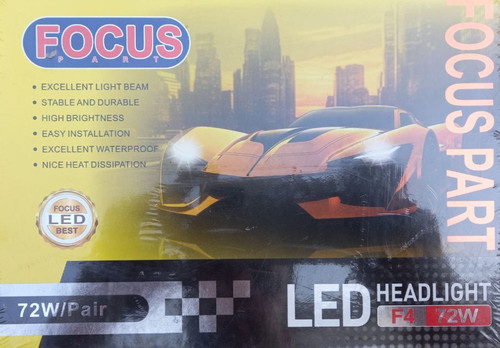 FOCUS
PART
• EXCELLENT LIGHT BEAM
• STABLE AND DURABLE
• HIGH BRIGHTNESS
• EASY INSTALLATION
• EXCELLENT WATERPROOF
• NICE HEAT DISSIPATION
FOCUS
LED
BEST
FOCUS PART
72W/Pair
LED HEADLIGHT
F4 72W